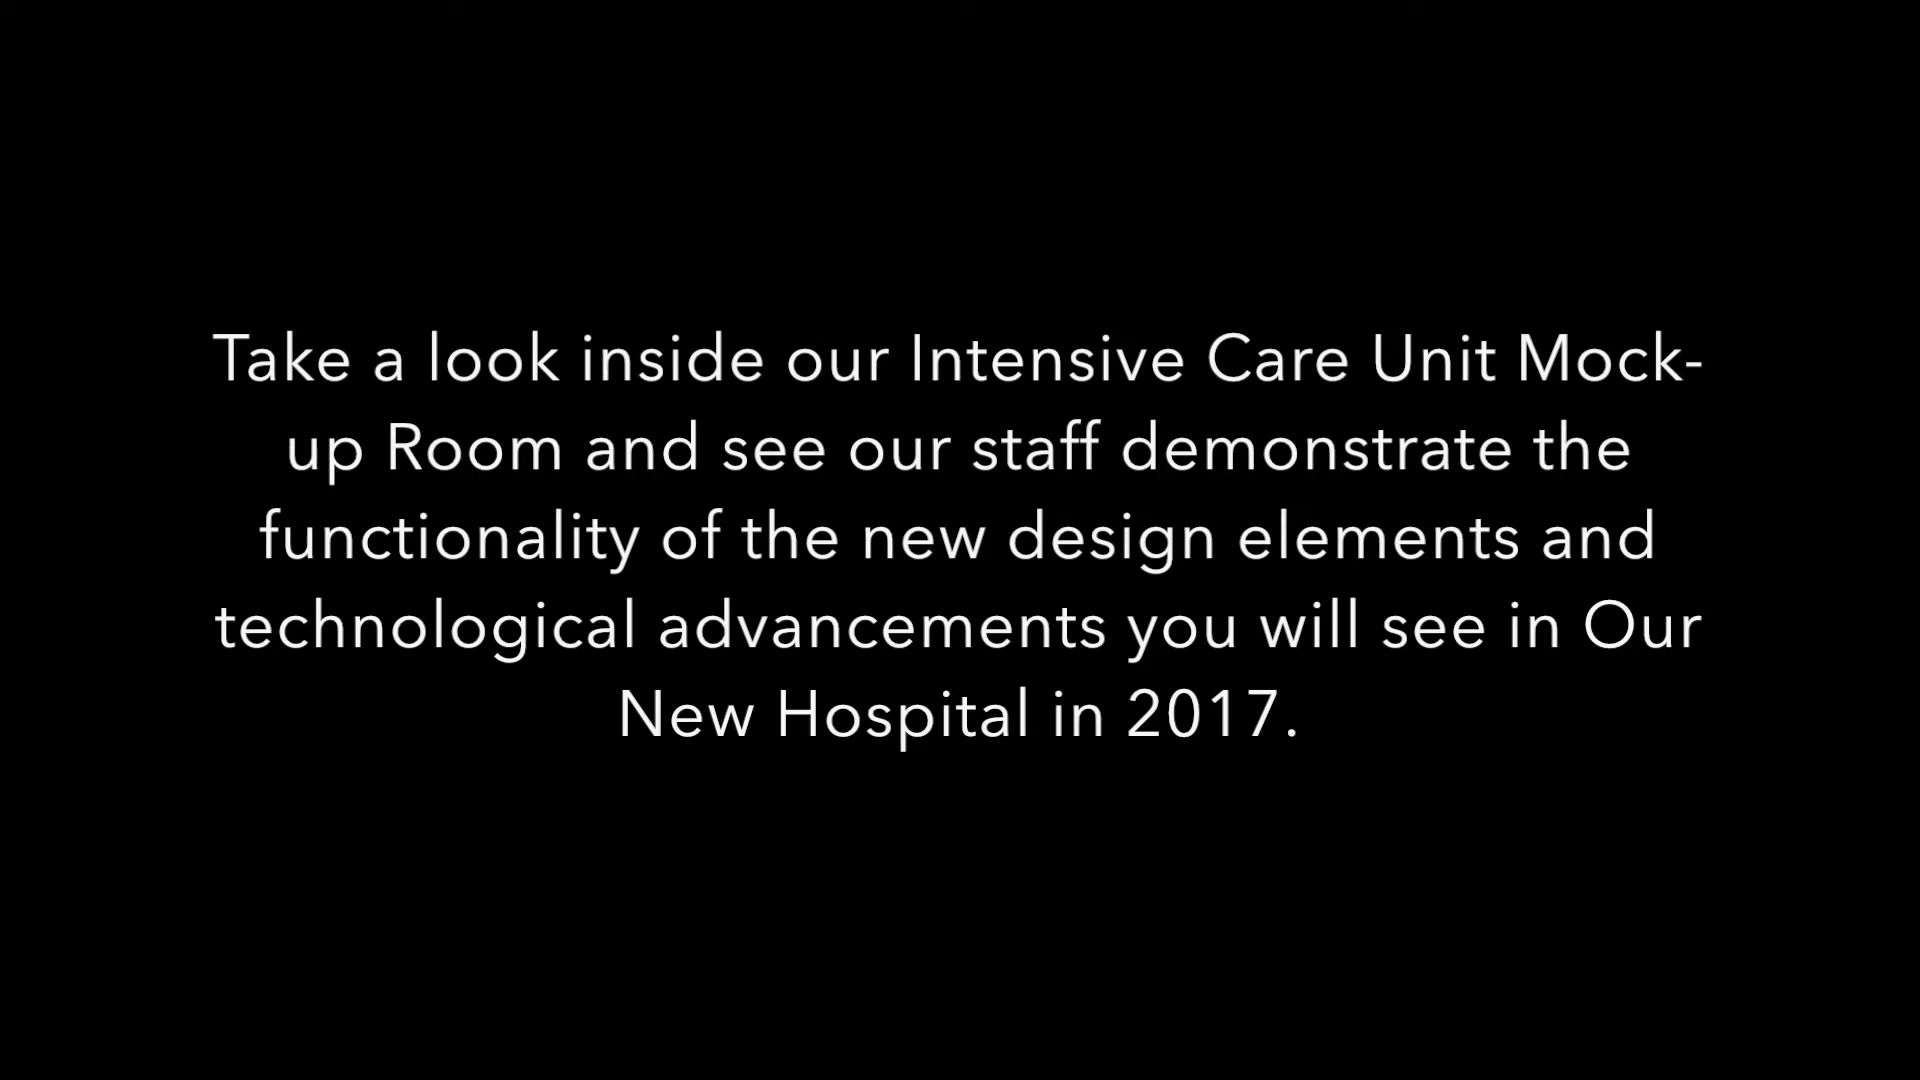 Take a look inside our Intensive Care Unit Mock-
up Room and see our staff demonstrate the
functionality of the new design elements and
technological advancements you will see in Our
New Hospital in 2017.